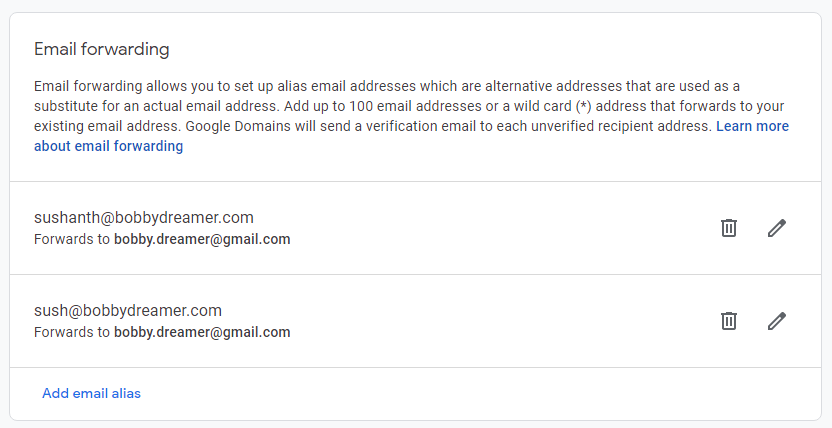 Email forwarding
Email forwarding allows you to set up alias email addresses which are alternative addresses that are used as a
substitute for an actual email address. Add up to 100 email addresses or a wild card (*) address that forwards to your
existing email address. Google Domains will send a verification email to each unverified recipient address. Learn more
about email forwarding
sushanth@bobbydreamer.com
Forwards to bobby.dreamer@gmail.com
sush@bobbydreamer.com
Forwards to bobby.dreamer@gmail.com
Add email alias